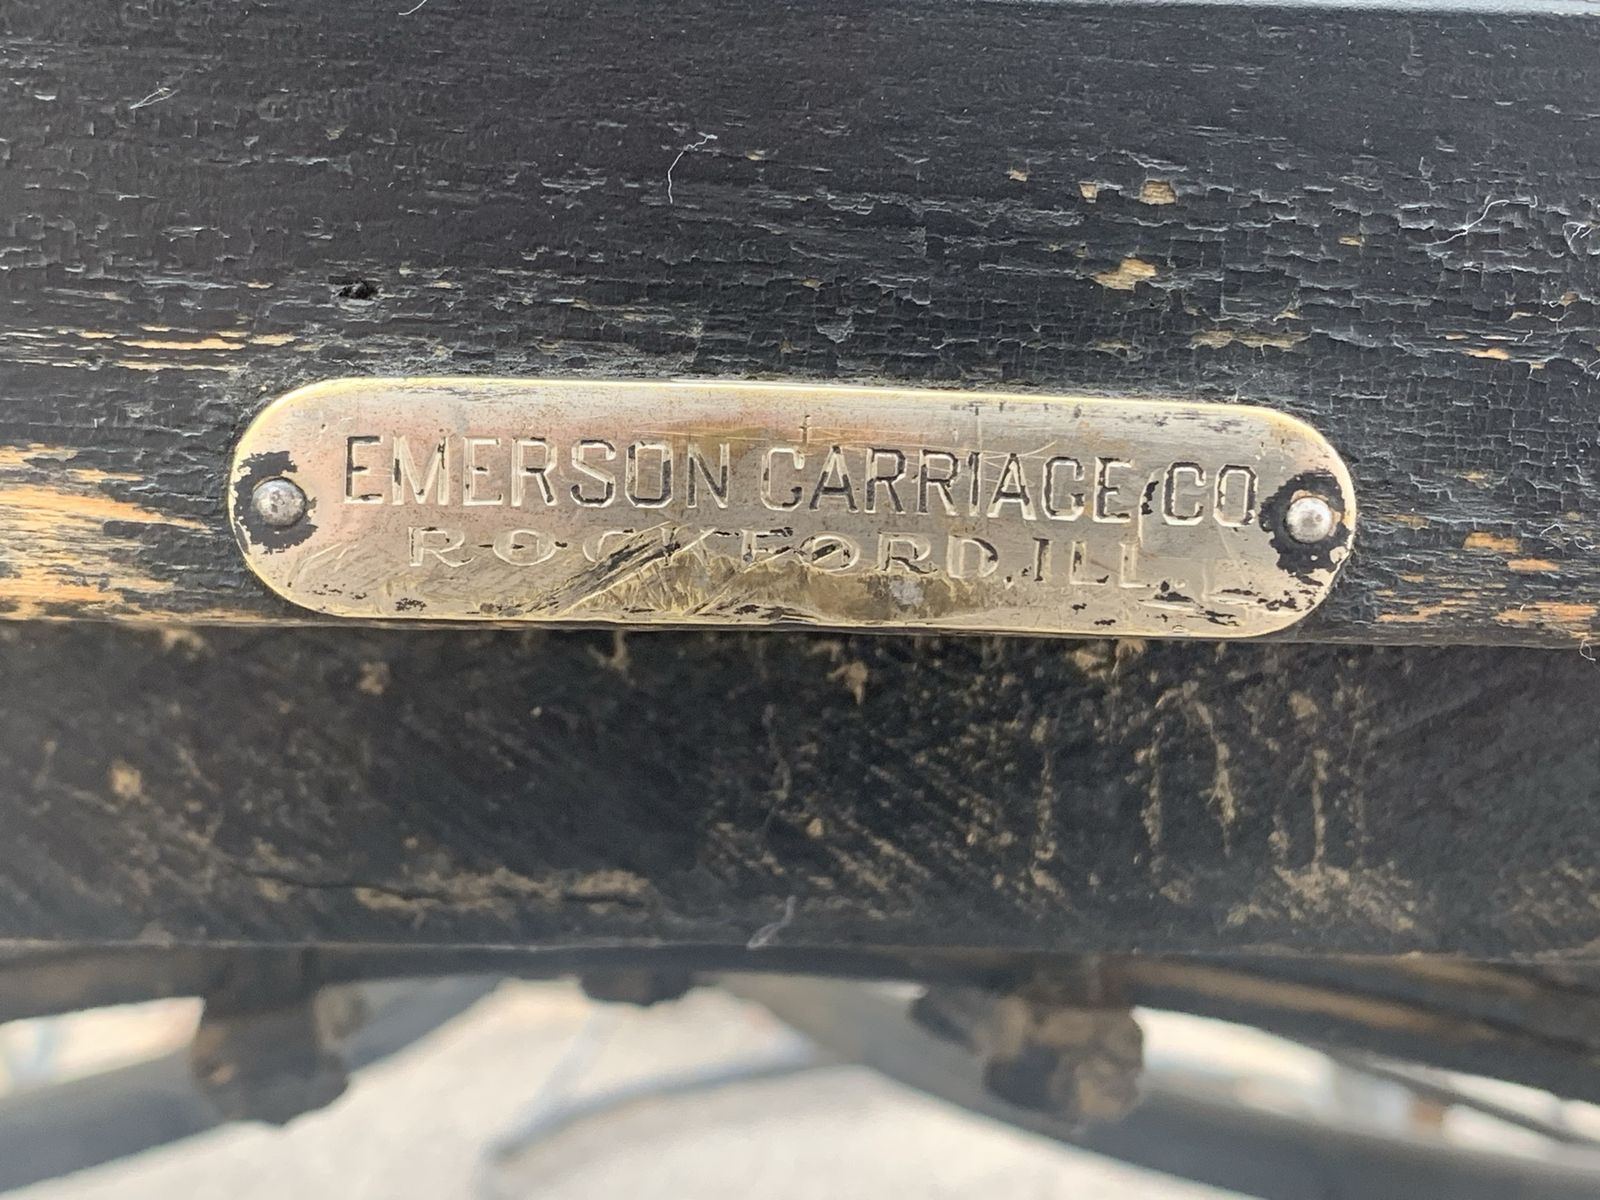 EMERSON CARRIAGE CO
ROCKFORD, ILL.